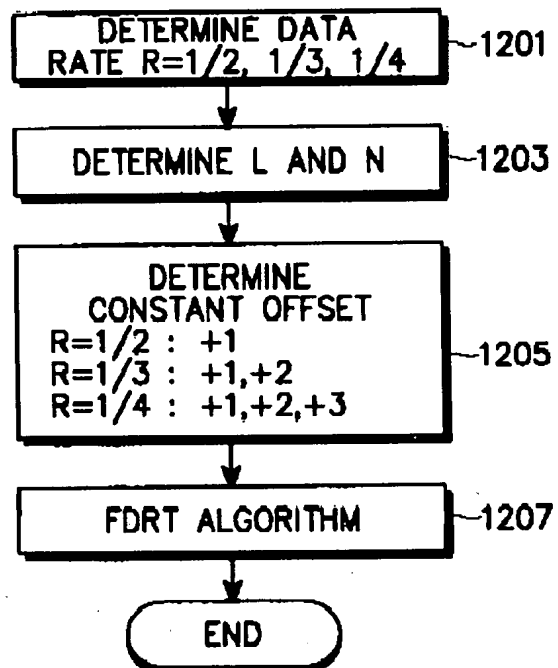 DETERMINE DATA
RATE R=1/2, 1/3, 1/4
1201
DETERMINE L AND N
1203
DETERMINE
CONSTANT OFFSET
R=1/2 : +1
R=1/3 : +1,+2
R=1/4 : +1,+2,+3
1205
FDRT ALGORITHM
1207
END